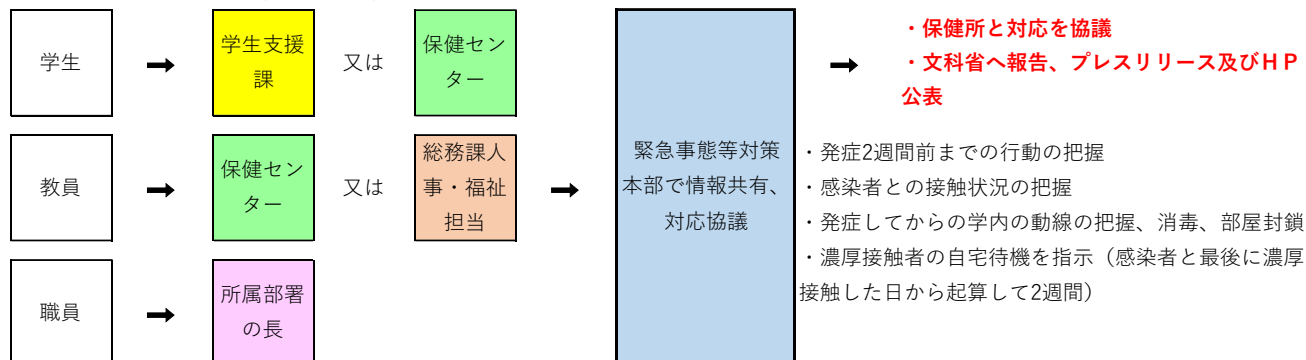 学生
➡
学生支援
課
又は
保健セン
ター
➡
・保健所と対応を協議
・文科省へ報告、プレスリリース及びＨＰ
公表
教員
➡
保健セン
ター
又は
総務課人
事・福祉
担当
➡
緊急事態等対策
本部で情報共有、
対応協議
・発症2週間前までの行動の把握
・感染者との接触状況の把握
・発症してからの学内の動線の把握、消毒、部屋封鎖
・濃厚接触者の自宅待機を指示（感染者と最後に濃厚
接触した日から起算して2週間）
職員
➡
所属部署
の長